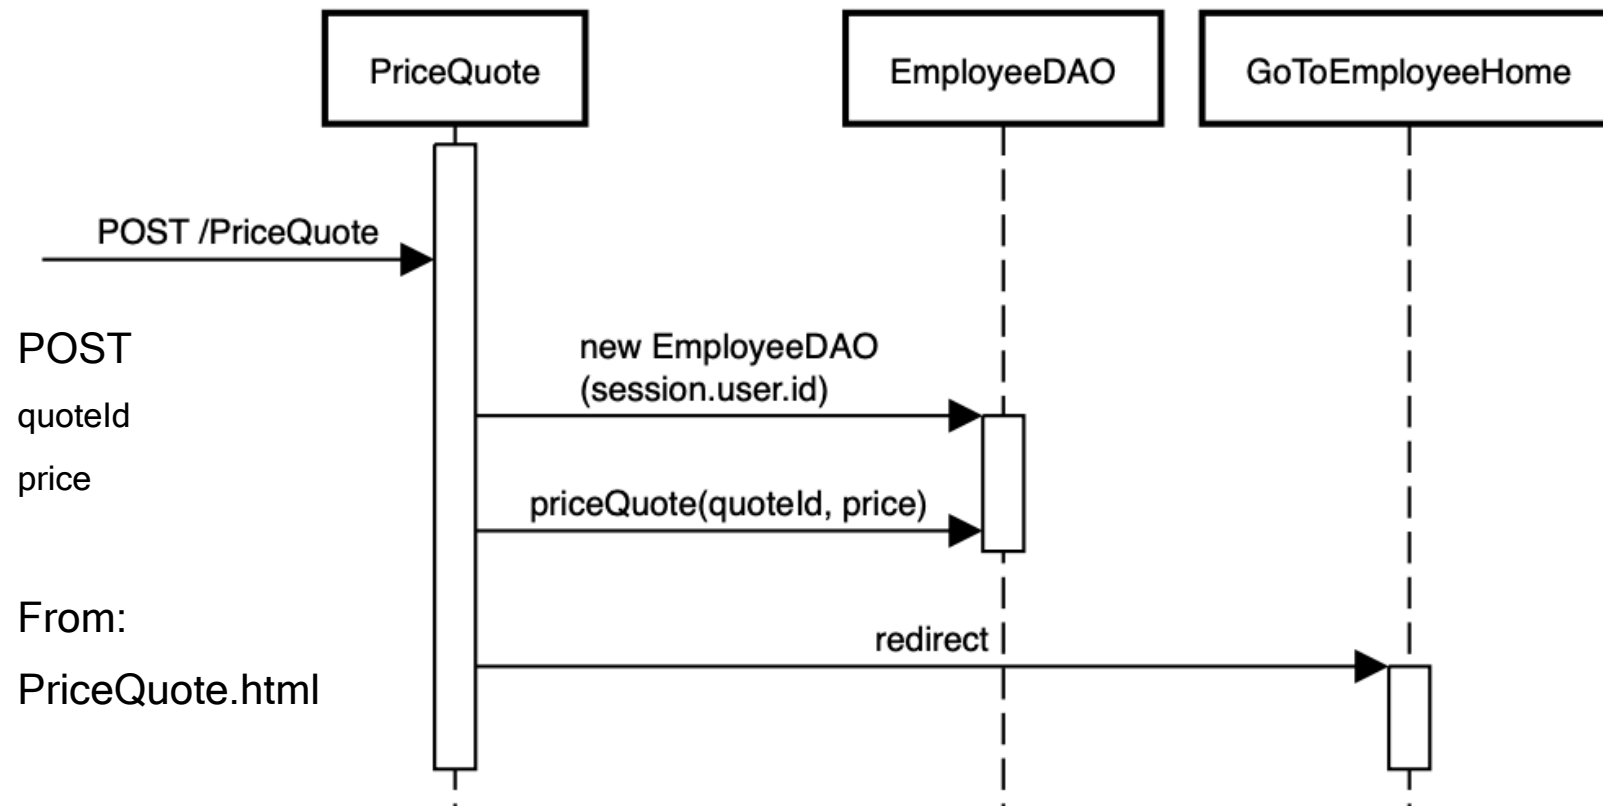 PriceQuote
EmployeeDAO
GoToEmployeeHome
POST /PriceQuote
POST
quoteId
price
new EmployeeDAO
(session.user.id)
priceQuote(quoteId, price)
From:
PriceQuote.html
redirect